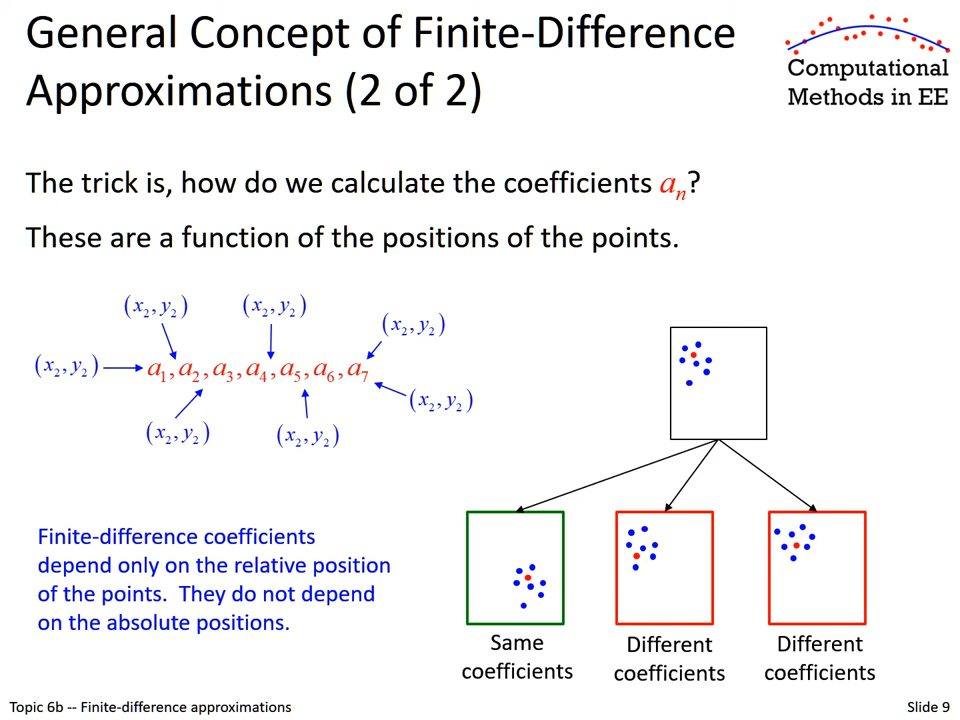 General Concept of Finite-Difference
Approximations (2 of 2)
Computational
Methods in EE
The trick is, how do we calculate the coefficients aₙ?
These are a function of the positions of the points.
(x₂, y₂) (x₂, y₂) (x₂, y₂)
(x₂, y₂) a₁, a₂, a₃, a₄, a₅, a₆, a₇
(x₂, y₂)
(x₂, y₂) (x₂, y₂)
Finite-difference coefficients
depend only on the relative position
of the points. They do not depend
on the absolute positions.
Same
coefficients
Different
coefficients
Different
coefficients
Topic 6b -- Finite-difference approximations
Slide 9